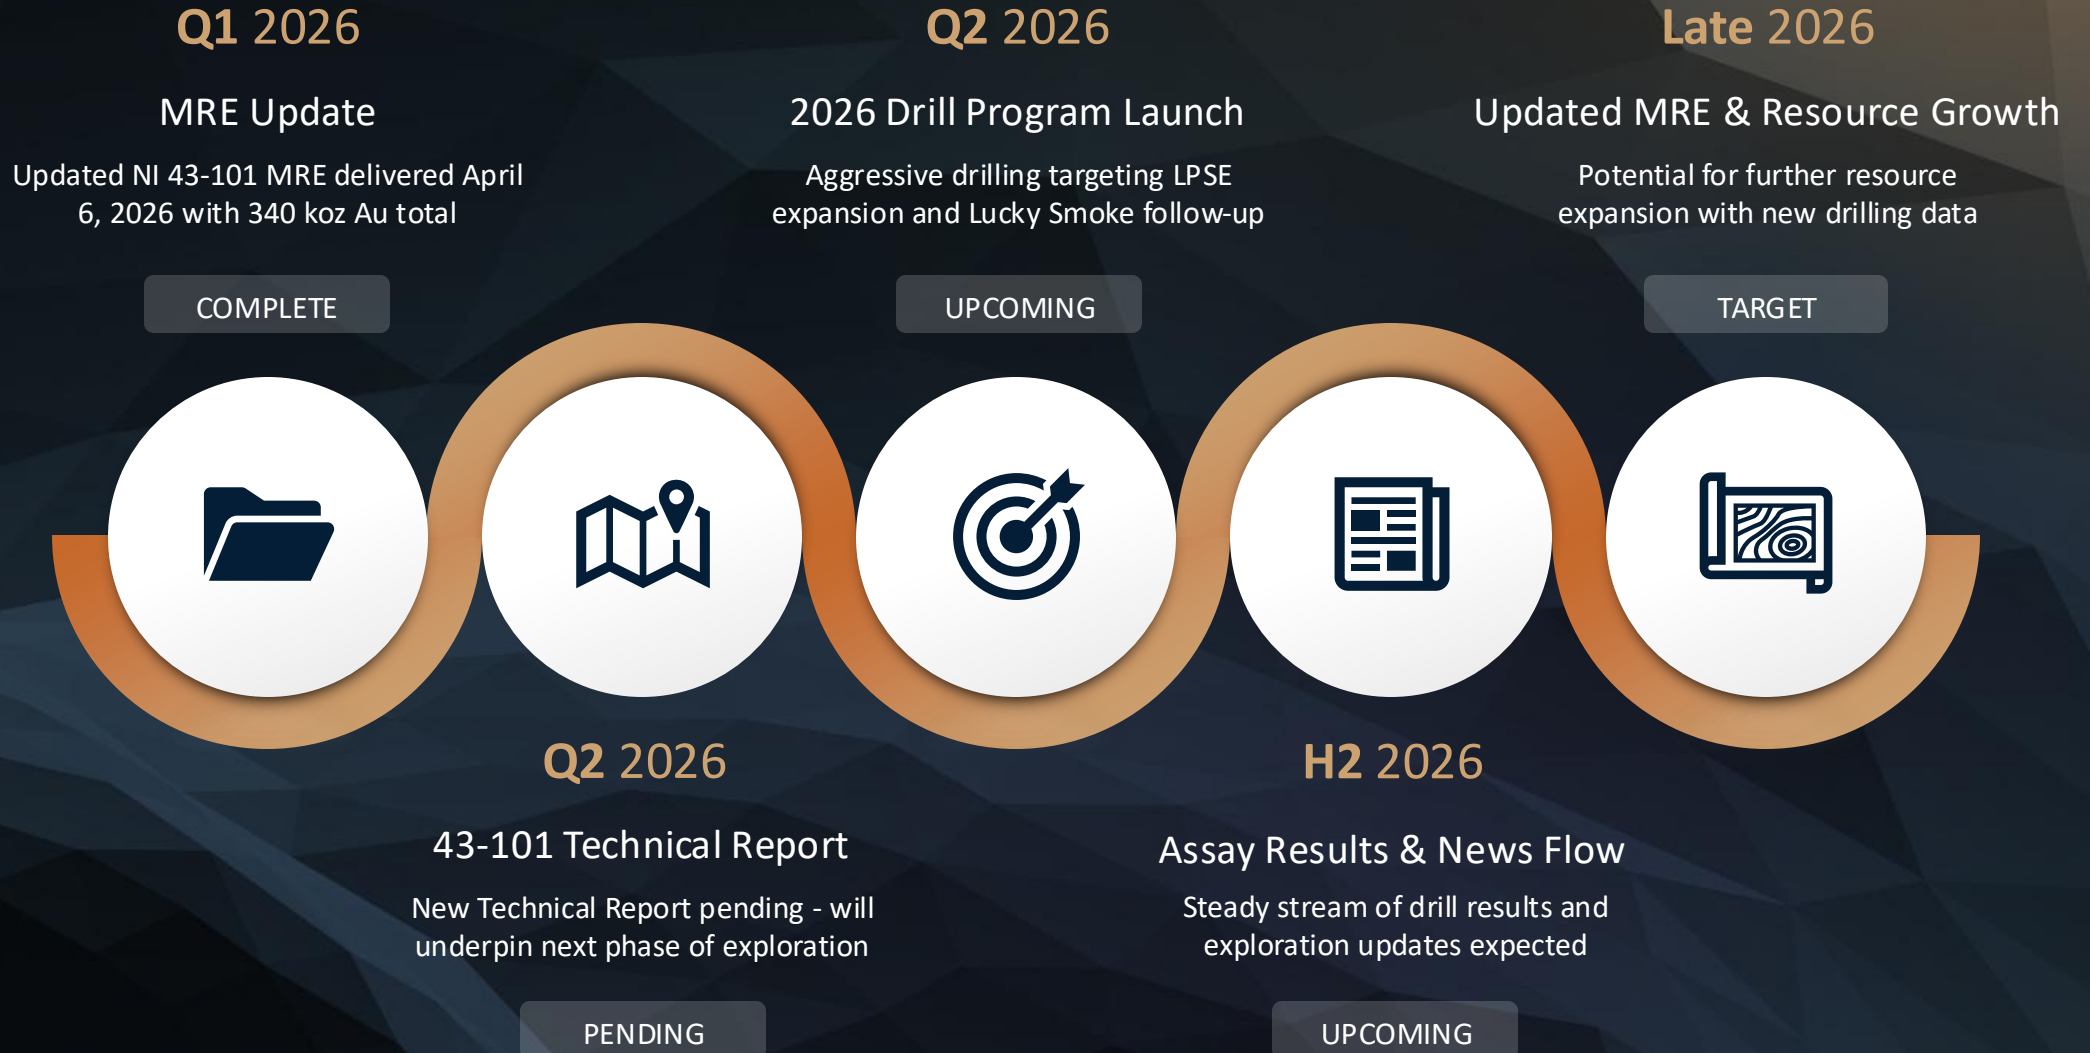 Q1 2026
MRE Update
Updated NI 43-101 MRE delivered April
6, 2026 with 340 koz Au total
COMPLETE
Q2 2026
43-101 Technical Report
New Technical Report pending - will
underpin next phase of exploration
PENDING
Q2 2026
2026 Drill Program Launch
Aggressive drilling targeting LPSE
expansion and Lucky Smoke follow-up
UPCOMING
H2 2026
Assay Results & News Flow
Steady stream of drill results and
exploration updates expected
UPCOMING
Late 2026
Updated MRE & Resource Growth
Potential for further resource
expansion with new drilling data
TARGET